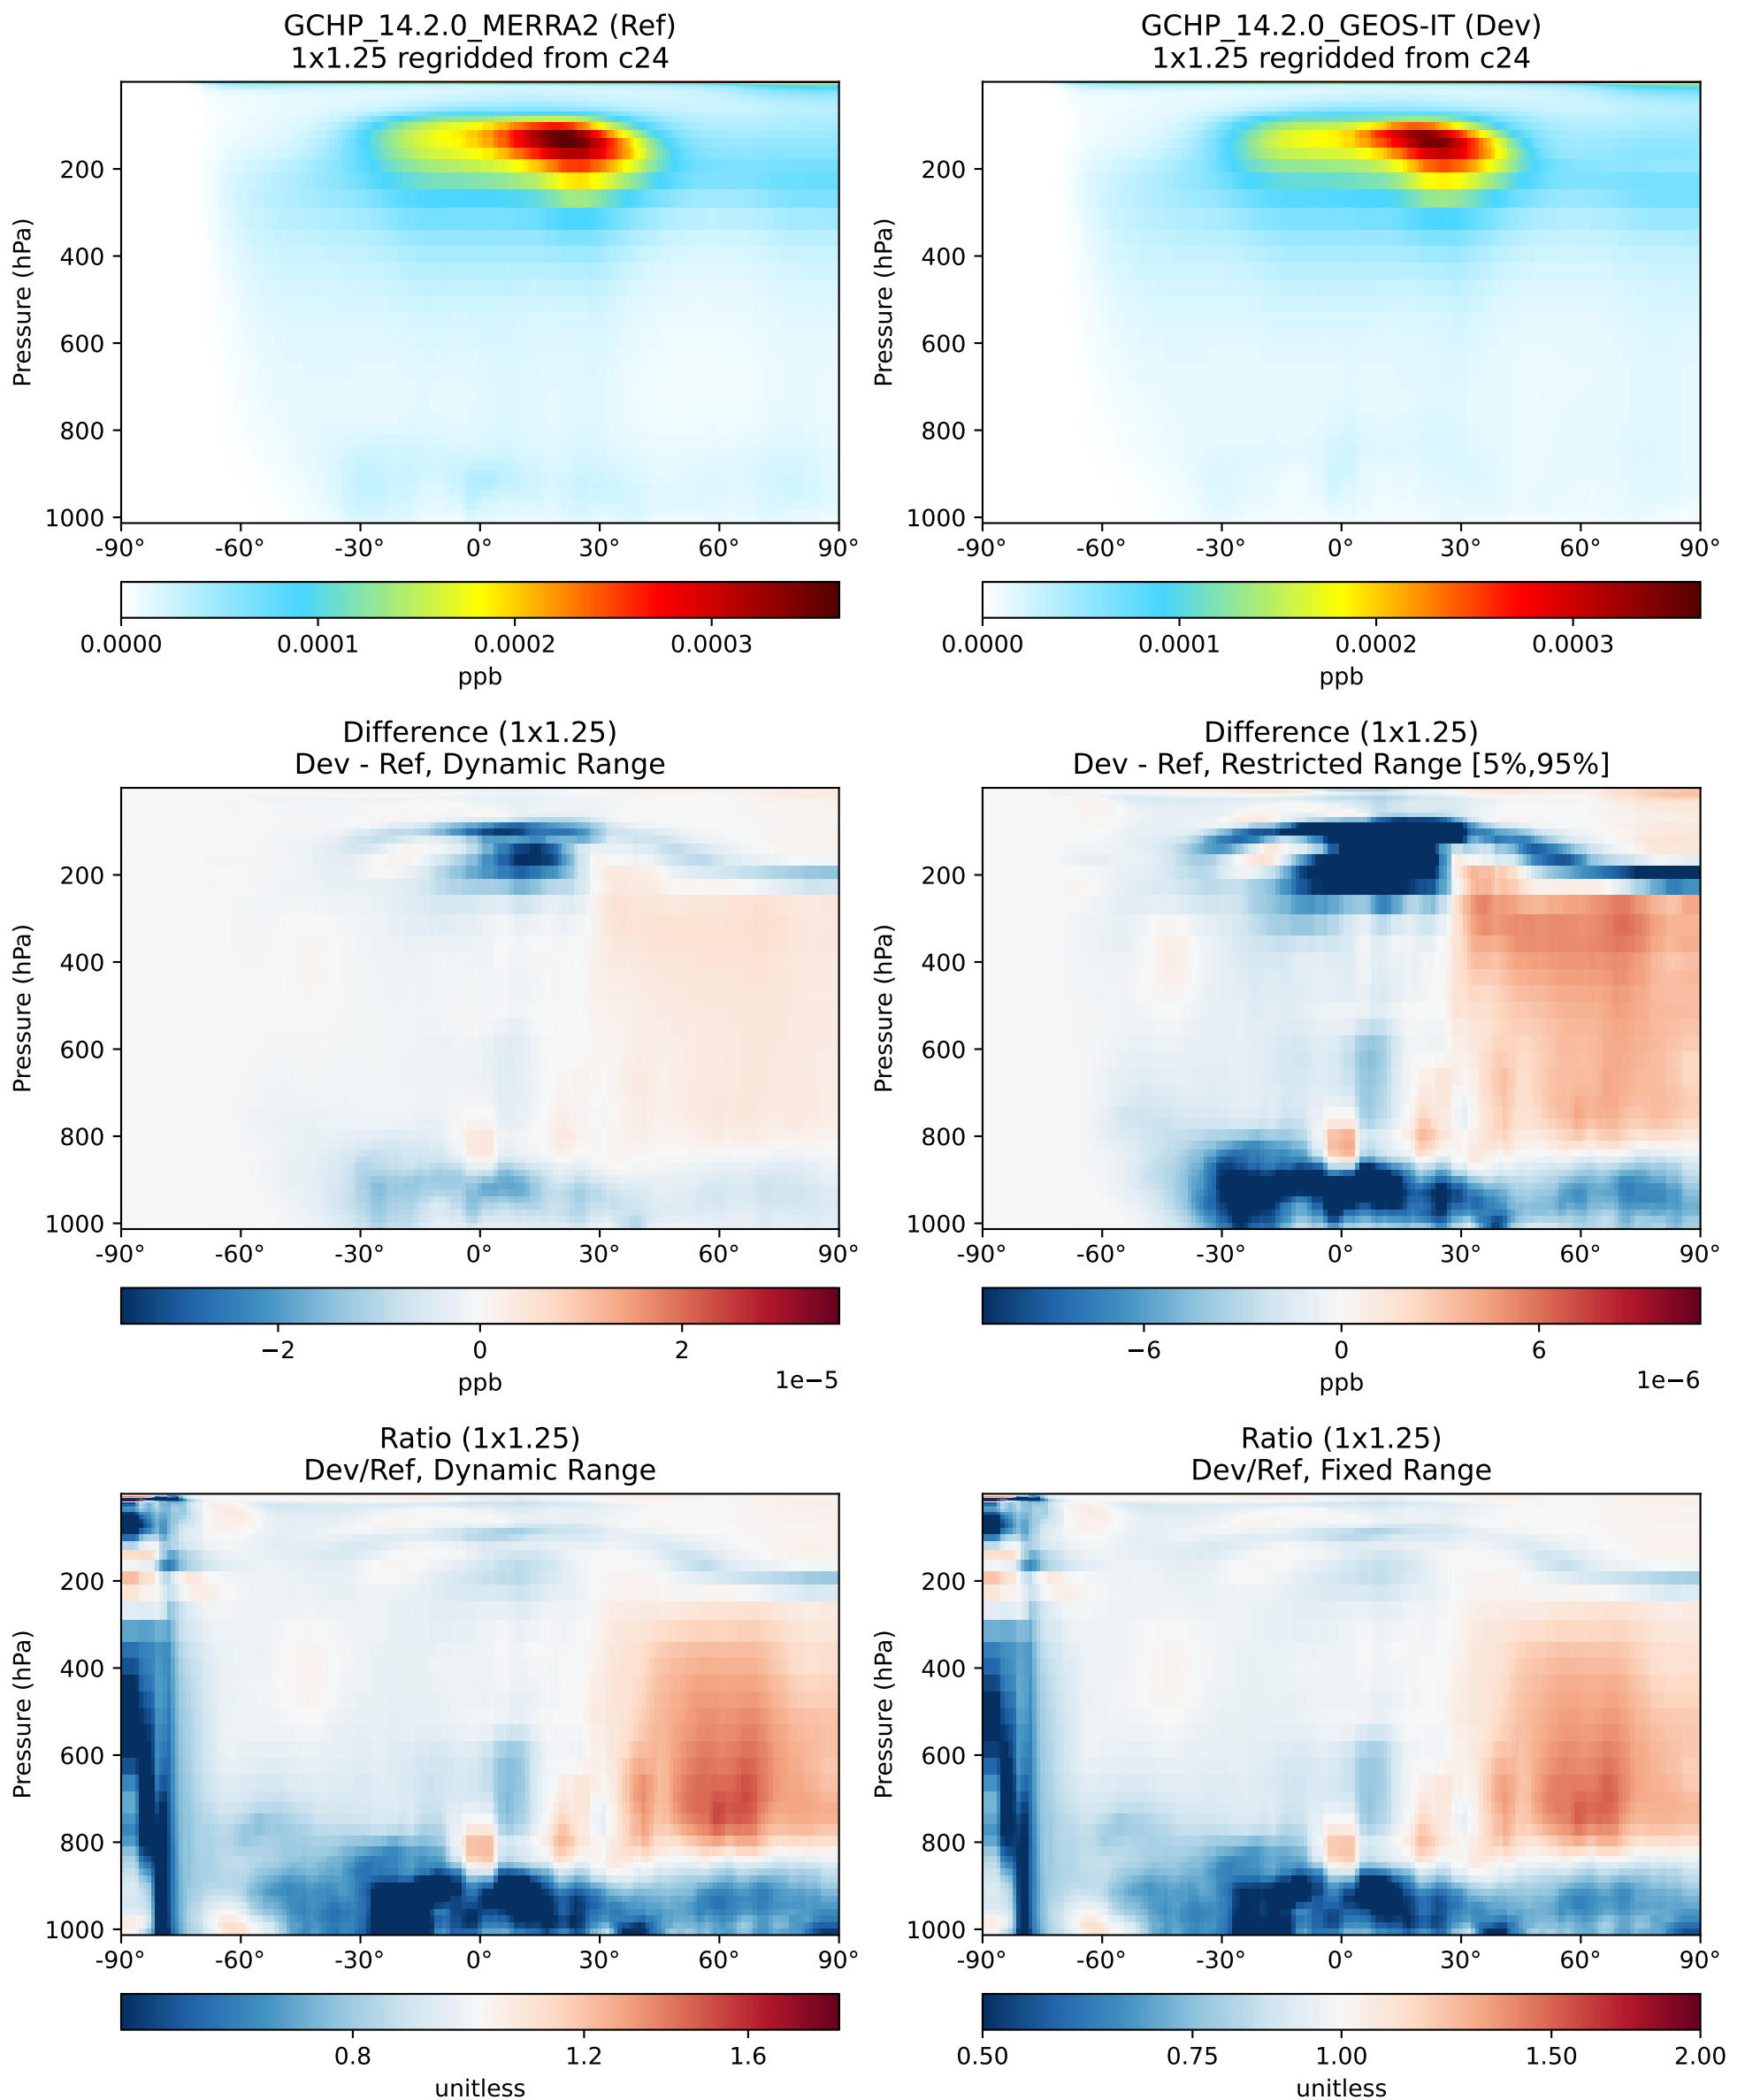 GCHP_14.2.0_MERRA2 (Ref)
1x1.25 regridded from c24
Pressure (hPa)
200
400
600
800
1000
-90° -60° -30° 0° 30° 60° 90°
0.0000 0.0001 0.0002 0.0003
ppb
GCHP_14.2.0_GEOS-IT (Dev)
1x1.25 regridded from c24
Pressure (hPa)
200
400
600
800
1000
-90° -60° -30° 0° 30° 60° 90°
0.0000 0.0001 0.0002 0.0003
ppb
Difference (1x1.25)
Dev - Ref, Dynamic Range
Pressure (hPa)
200
400
600
800
1000
-90° -60° -30° 0° 30° 60° 90°
−2 0 2
ppb 1e−5
Difference (1x1.25)
Dev - Ref, Restricted Range [5%,95%]
Pressure (hPa)
200
400
600
800
1000
-90° -60° -30° 0° 30° 60° 90°
−6 0 6
ppb 1e−6
Ratio (1x1.25)
Dev/Ref, Dynamic Range
Pressure (hPa)
200
400
600
800
1000
-90° -60° -30° 0° 30° 60° 90°
0.8 1.2 1.6
unitless
Ratio (1x1.25)
Dev/Ref, Fixed Range
Pressure (hPa)
200
400
600
800
1000
-90° -60° -30° 0° 30° 60° 90°
0.50 0.75 1.00 1.50 2.00
unitless